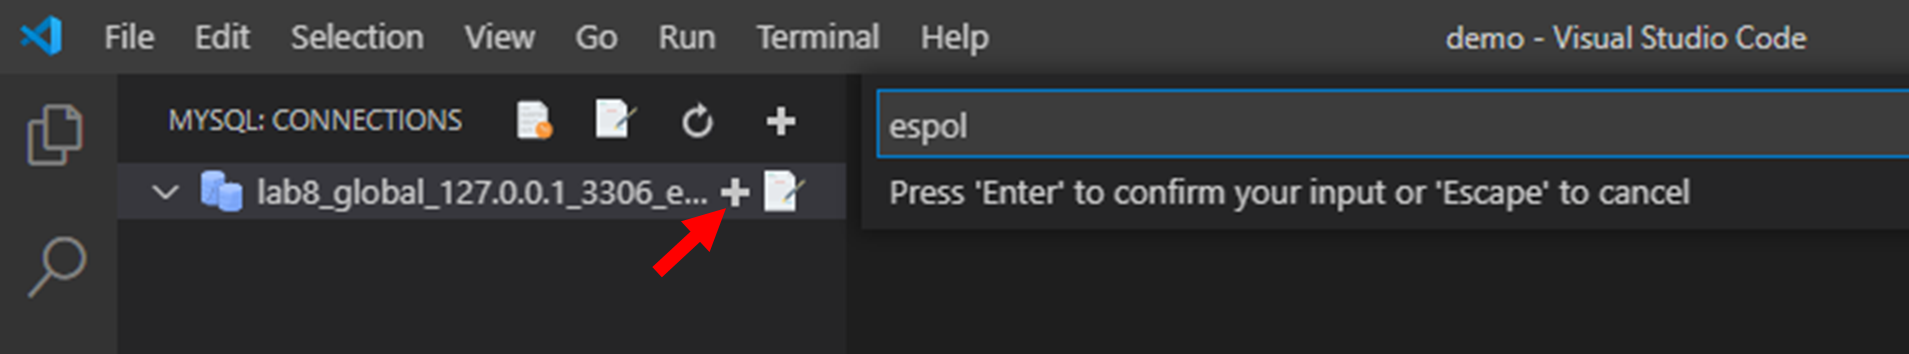 File Edit Selection View Go Run Terminal Help demo - Visual Studio Code
MYSQL: CONNECTIONS
espol
lab8_global_127.0.0.1_3306_e...
Press 'Enter' to confirm your input or 'Escape' to cancel